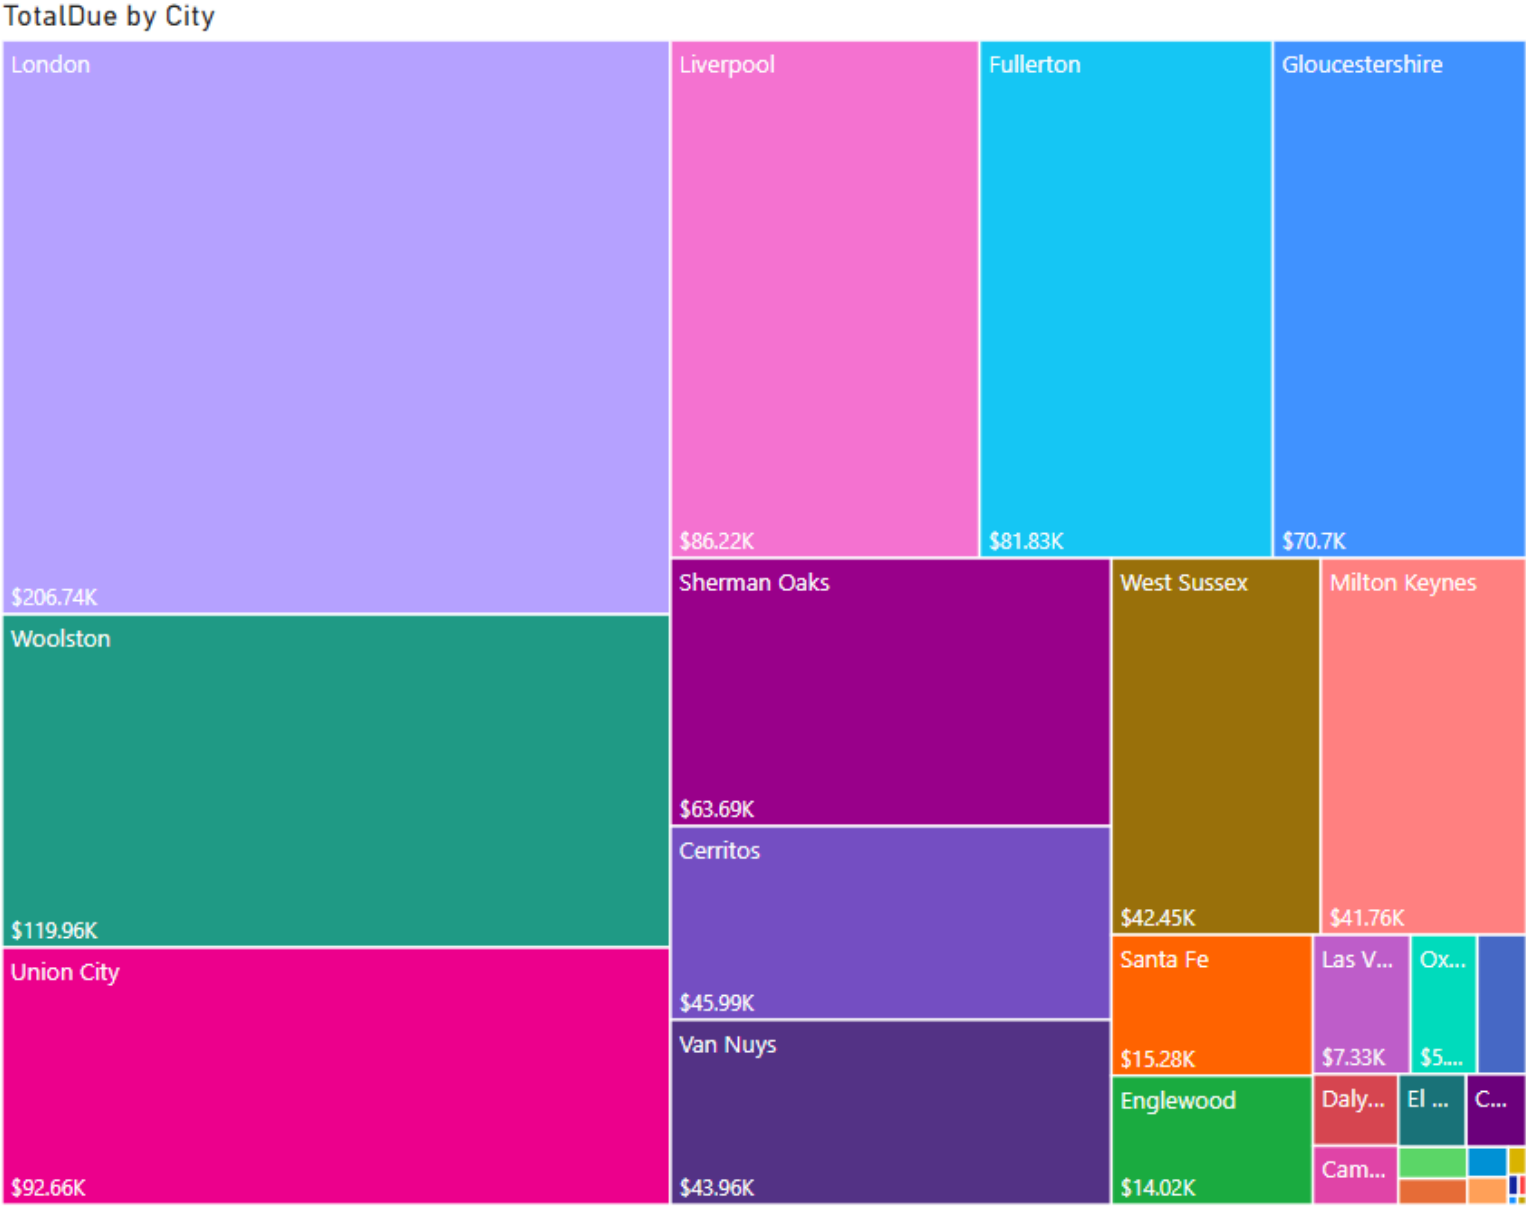 TotalDue by City
London
$206.74K
Woolston
$119.96K
Union City
$92.66K
Liverpool
$86.22K
Fullerton
$81.83K
Gloucestershire
$70.7K
Sherman Oaks
$63.69K
Cerritos
$45.99K
Van Nuys
$43.96K
West Sussex
$42.45K
Milton Keynes
$41.76K
Santa Fe
$15.28K
Englewood
$14.02K
Las V...
$7.33K
Ox...
$5....
Daly...
El ...
C...
Cam...